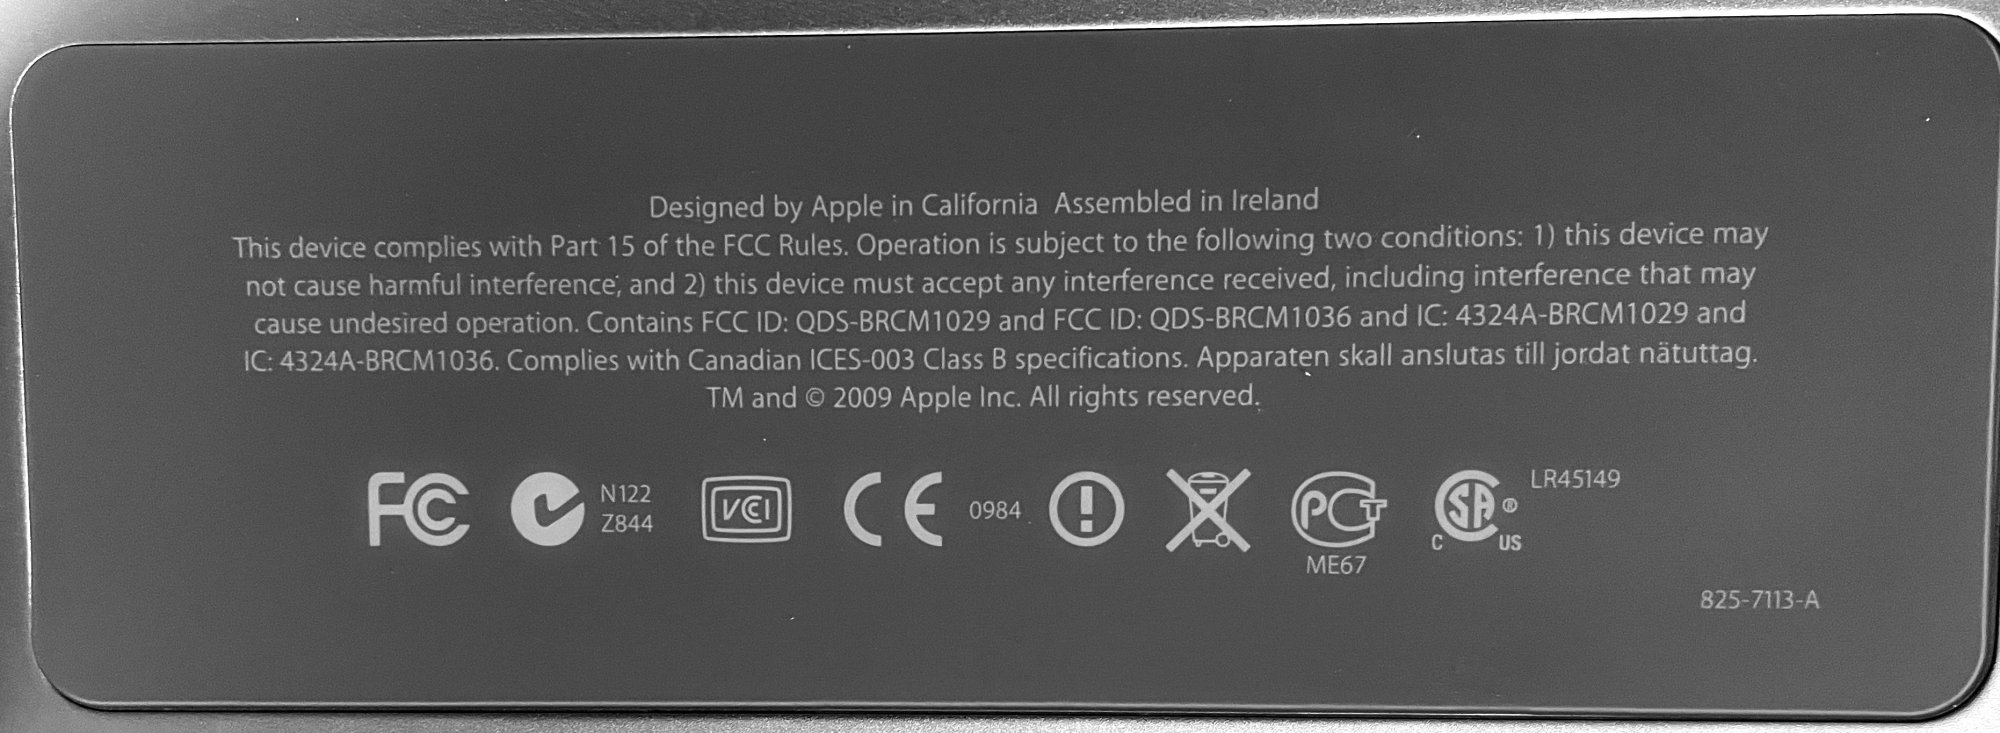 Designed by Apple in California  Assembled in Ireland
This device complies with Part 15 of the FCC Rules. Operation is subject to the following two conditions: 1) this device may
not cause harmful interference, and 2) this device must accept any interference received, including interference that may
cause undesired operation. Contains FCC ID: QDS-BRCM1029 and FCC ID: QDS-BRCM1036 and IC: 4324A-BRCM1029 and
IC: 4324A-BRCM1036. Complies with Canadian ICES-003 Class B specifications. Apparaten skall anslutas till jordat nätuttag.
TM and © 2009 Apple Inc. All rights reserved.
FC N122 VCI CE 0984 PCT SA ® LR45149
Z844 C US
ME67
825-7113-A